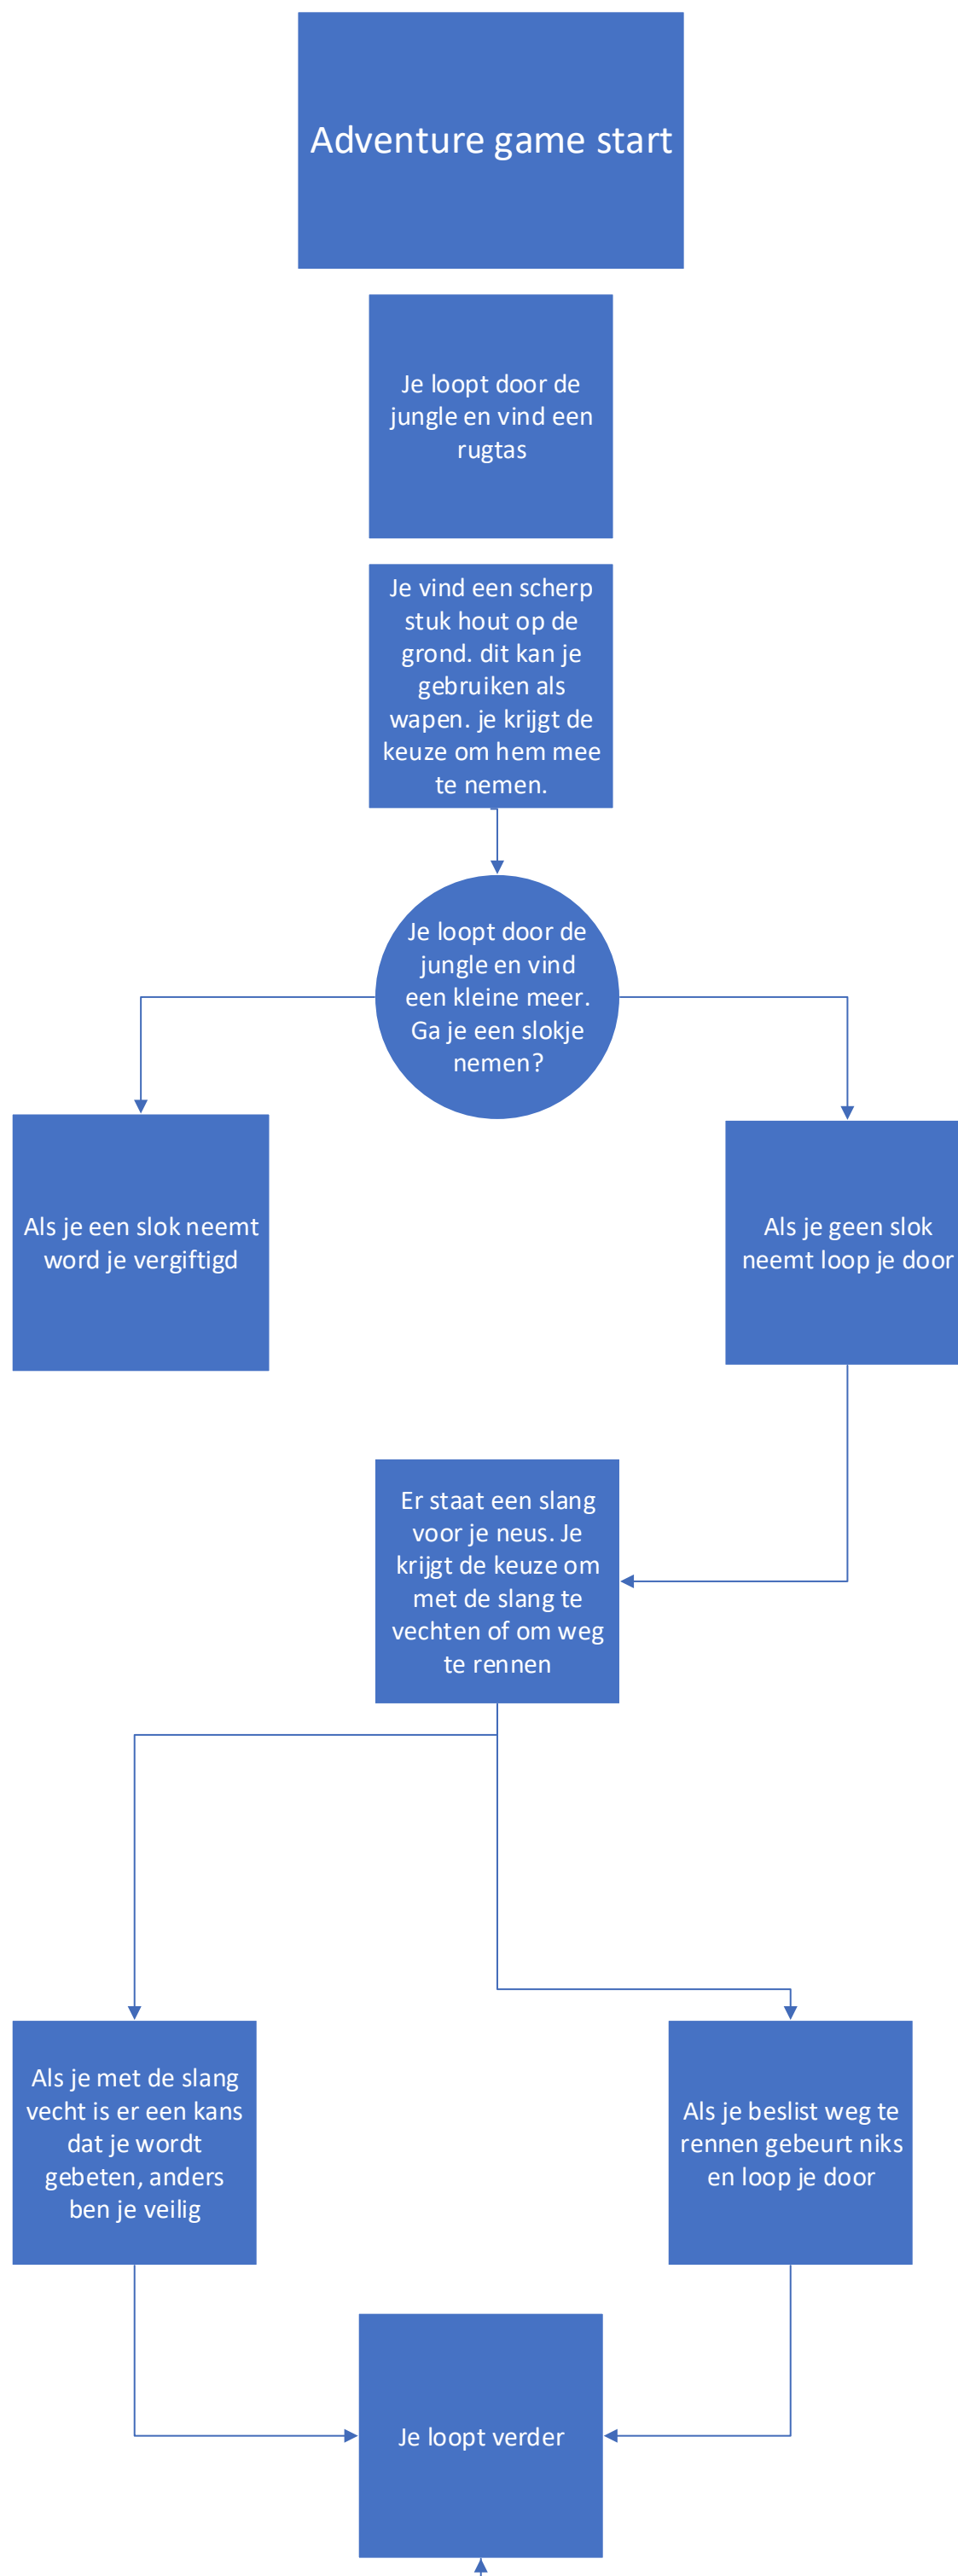 Adventure game start
Je loopt door de
jungle en vind een
rugtas
Je vind een scherp
stuk hout op de
grond. dit kan je
gebruiken als
wapen. je krijgt de
keuze om hem mee
te nemen.
Je loopt door de
jungle en vind
een kleine meer.
Ga je een slokje
nemen?
Als je een slok neemt
word je vergiftigd
Als je geen slok
neemt loop je door
Er staat een slang
voor je neus. Je
krijgt de keuze om
met de slang te
vechten of om weg
te rennen
Als je met de slang
vecht is er een kans
dat je wordt
gebeten, anders
ben je veilig
Als je beslist weg te
rennen gebeurt niks
en loop je door
Je loopt verder